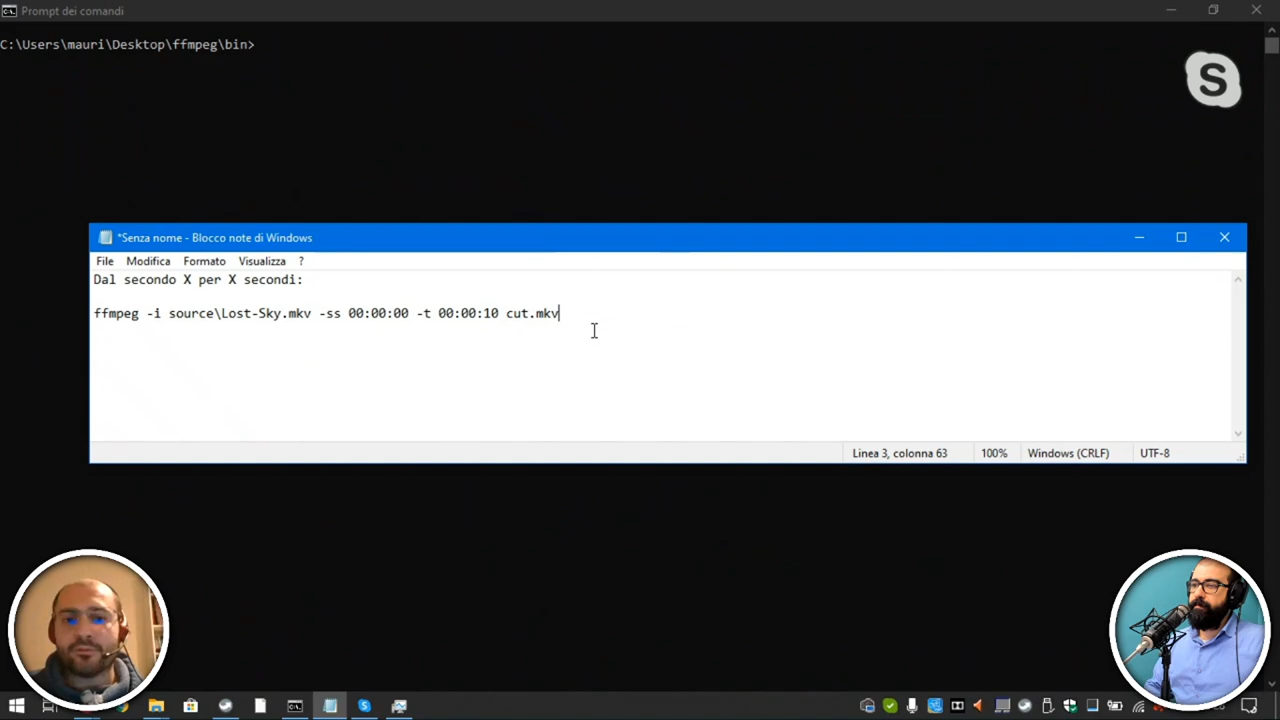 Prompt dei comandi
C:\Users\mauri\Desktop\ffmpeg\bin>
S
*Senza nome - Blocco note di Windows
File Modifica Formato Visualizza ?
Dal secondo X per X secondi:
ffmpeg -i source\Lost-Sky.mkv -ss 00:00:00 -t 00:00:10 cut.mkv
Linea 3, colonna 63 100% Windows (CRLF) UTF-8